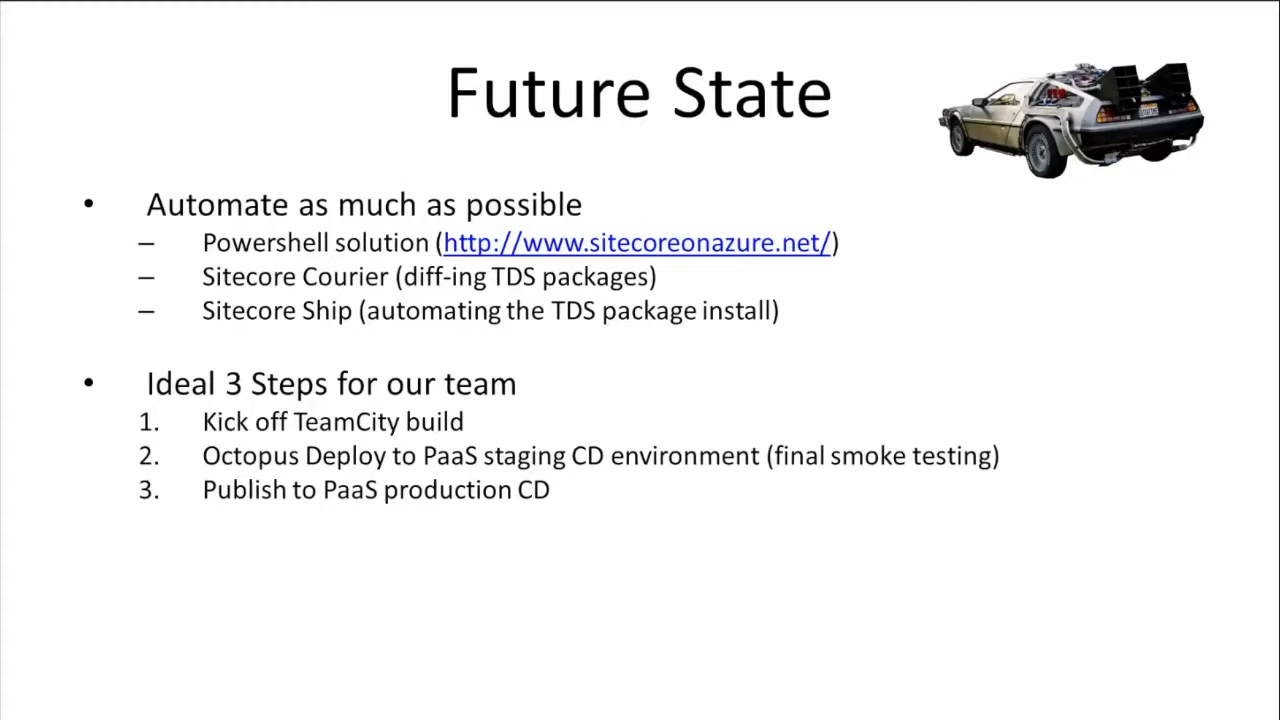 Future State
• Automate as much as possible
– Powershell solution (http://www.sitecoreonazure.net/)
– Sitecore Courier (diff-ing TDS packages)
– Sitecore Ship (automating the TDS package install)
• Ideal 3 Steps for our team
1. Kick off TeamCity build
2. Octopus Deploy to PaaS staging CD environment (final smoke testing)
3. Publish to PaaS production CD